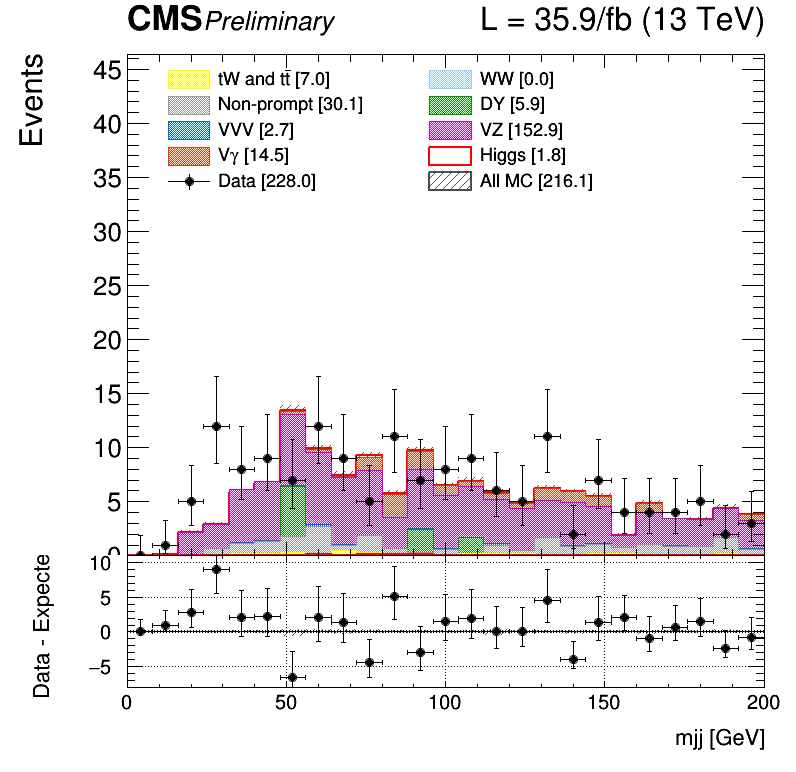 CMS Preliminary L = 35.9/fb (13 TeV)
Events
45
40
35
30
25
20
15
10
5
0
tW and tt̄ [7.0]
Non-prompt [30.1]
VVV [2.7]
Vγ [14.5]
Data [228.0]
WW [0.0]
DY [5.9]
VZ [152.9]
Higgs [1.8]
All MC [216.1]
Data - Expecte
10
5
0
−5
0 50 100 150 200
mjj [GeV]